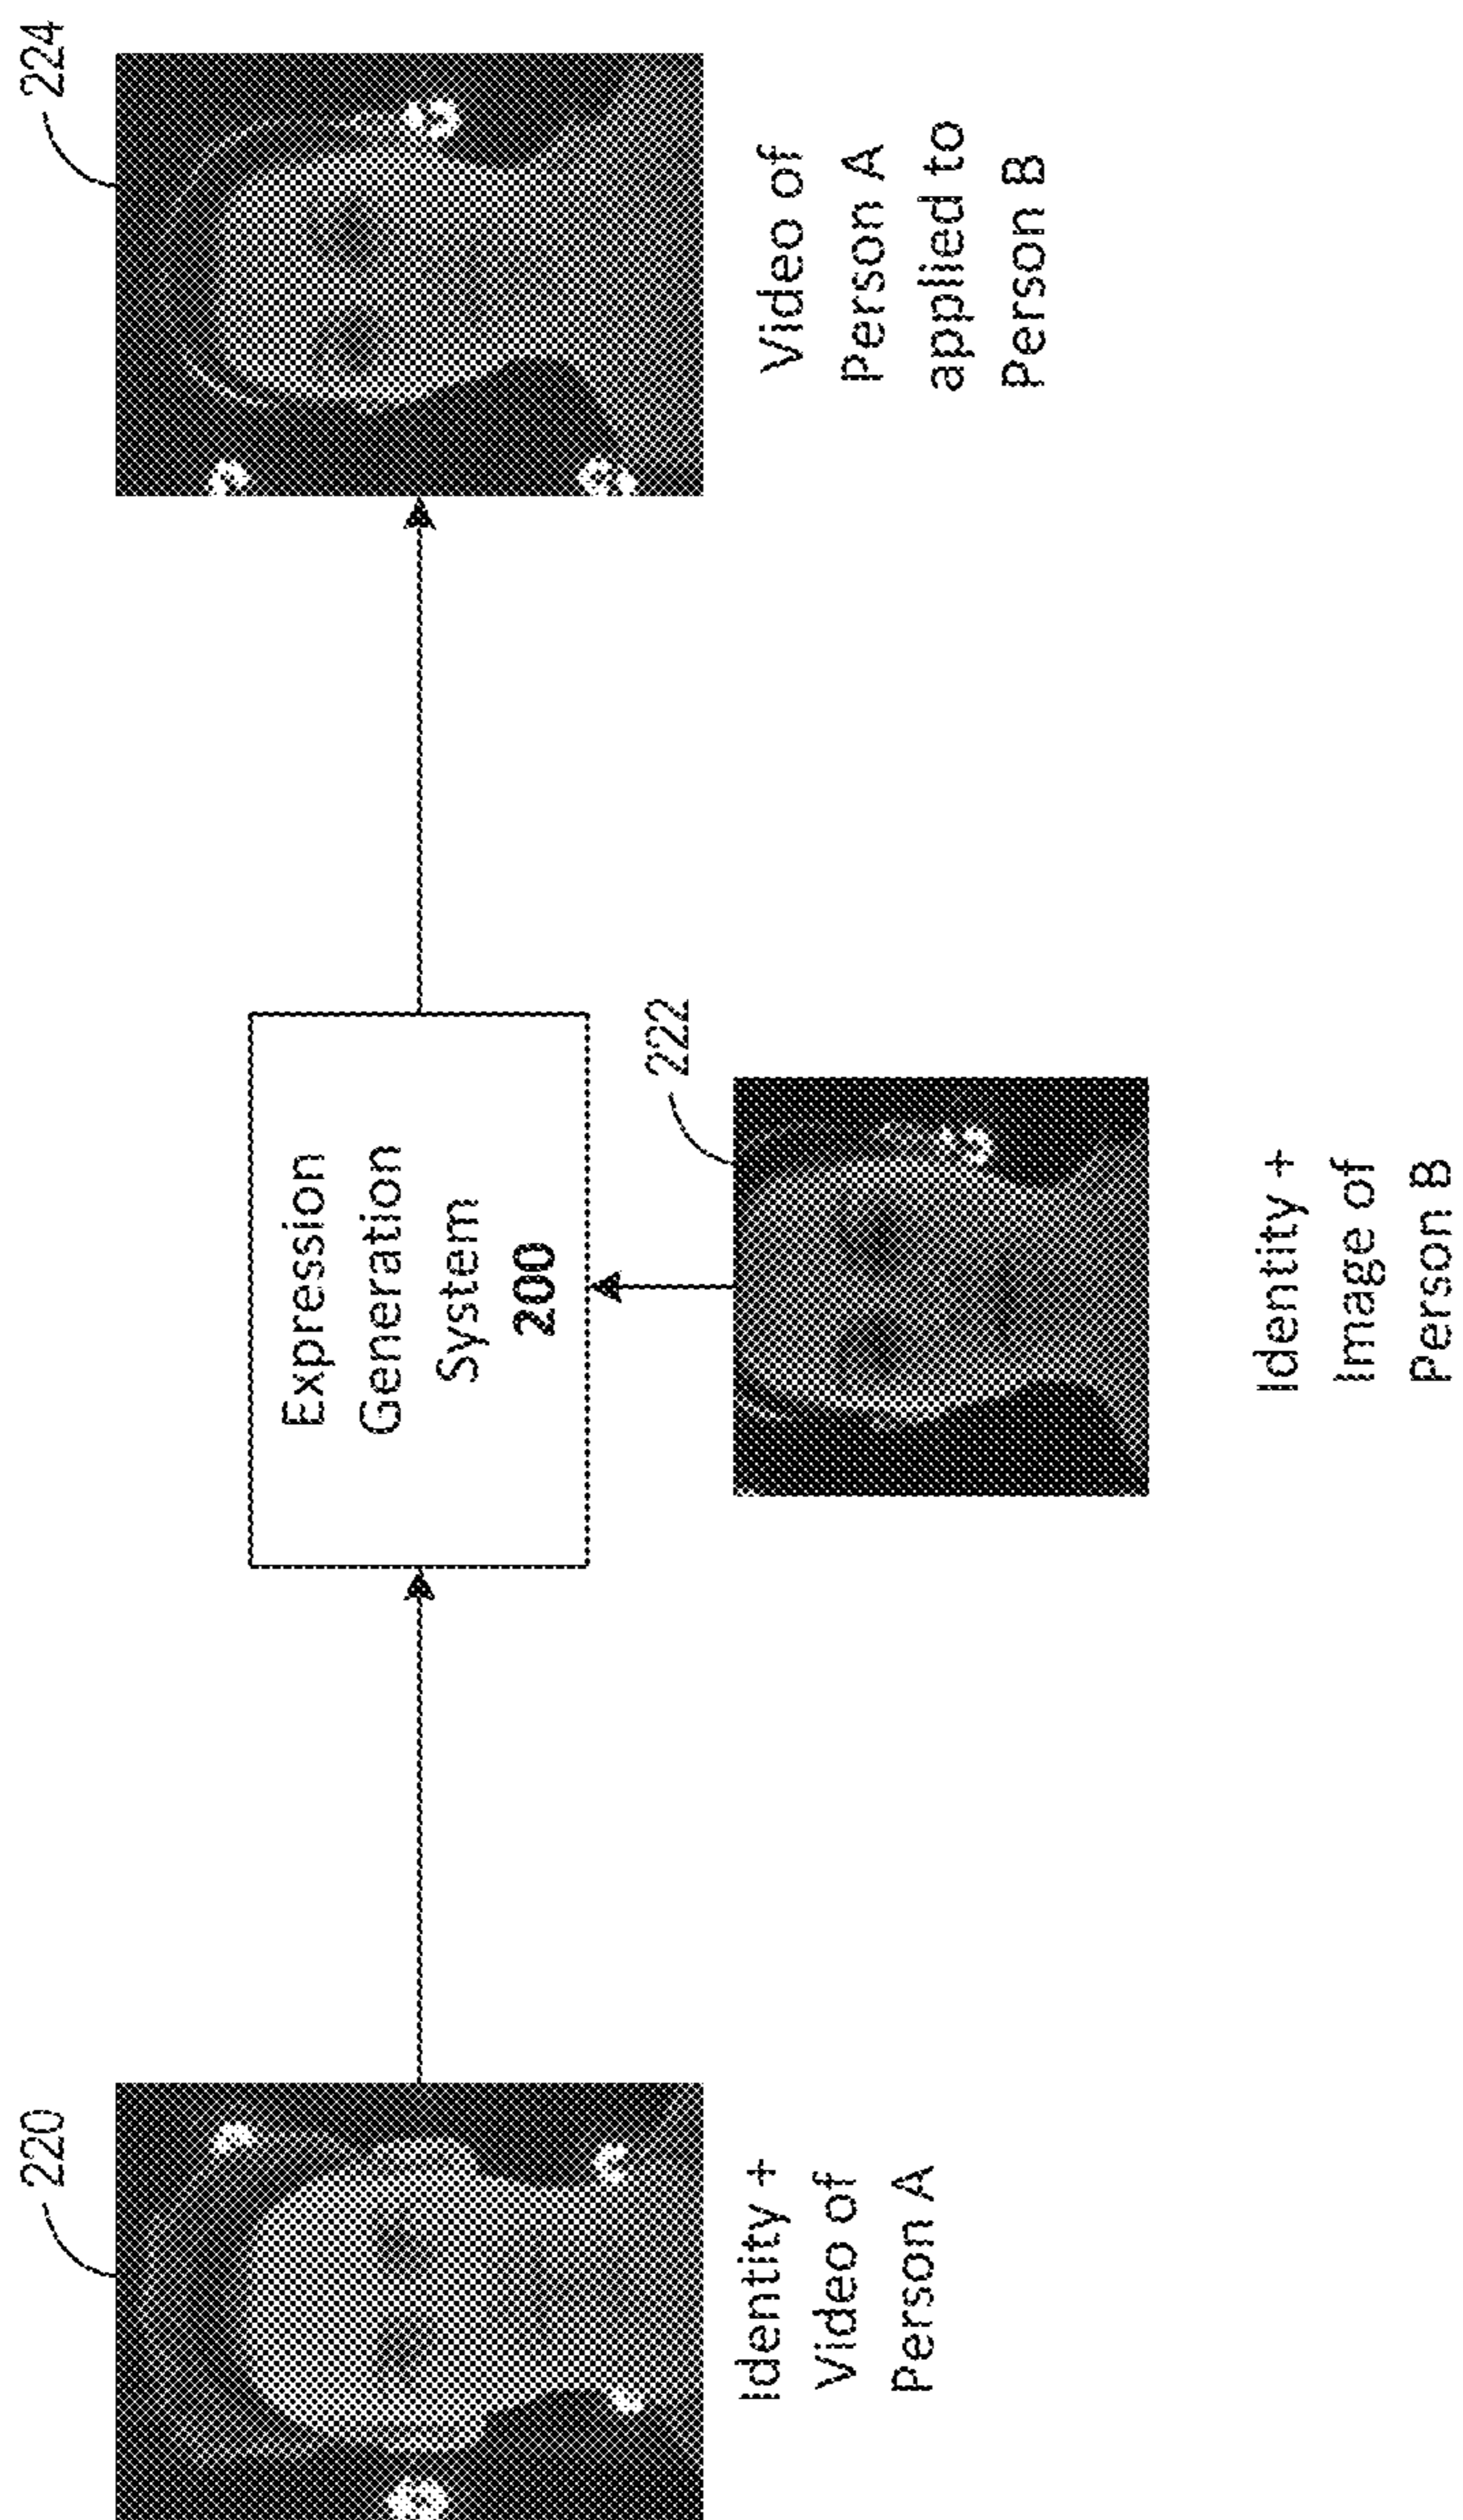 220
Identity +
Video of
Person A
Expression
Generation
System
200
222
Identity +
Image of
Person B
224
Video of
Person A
applied to
Person B